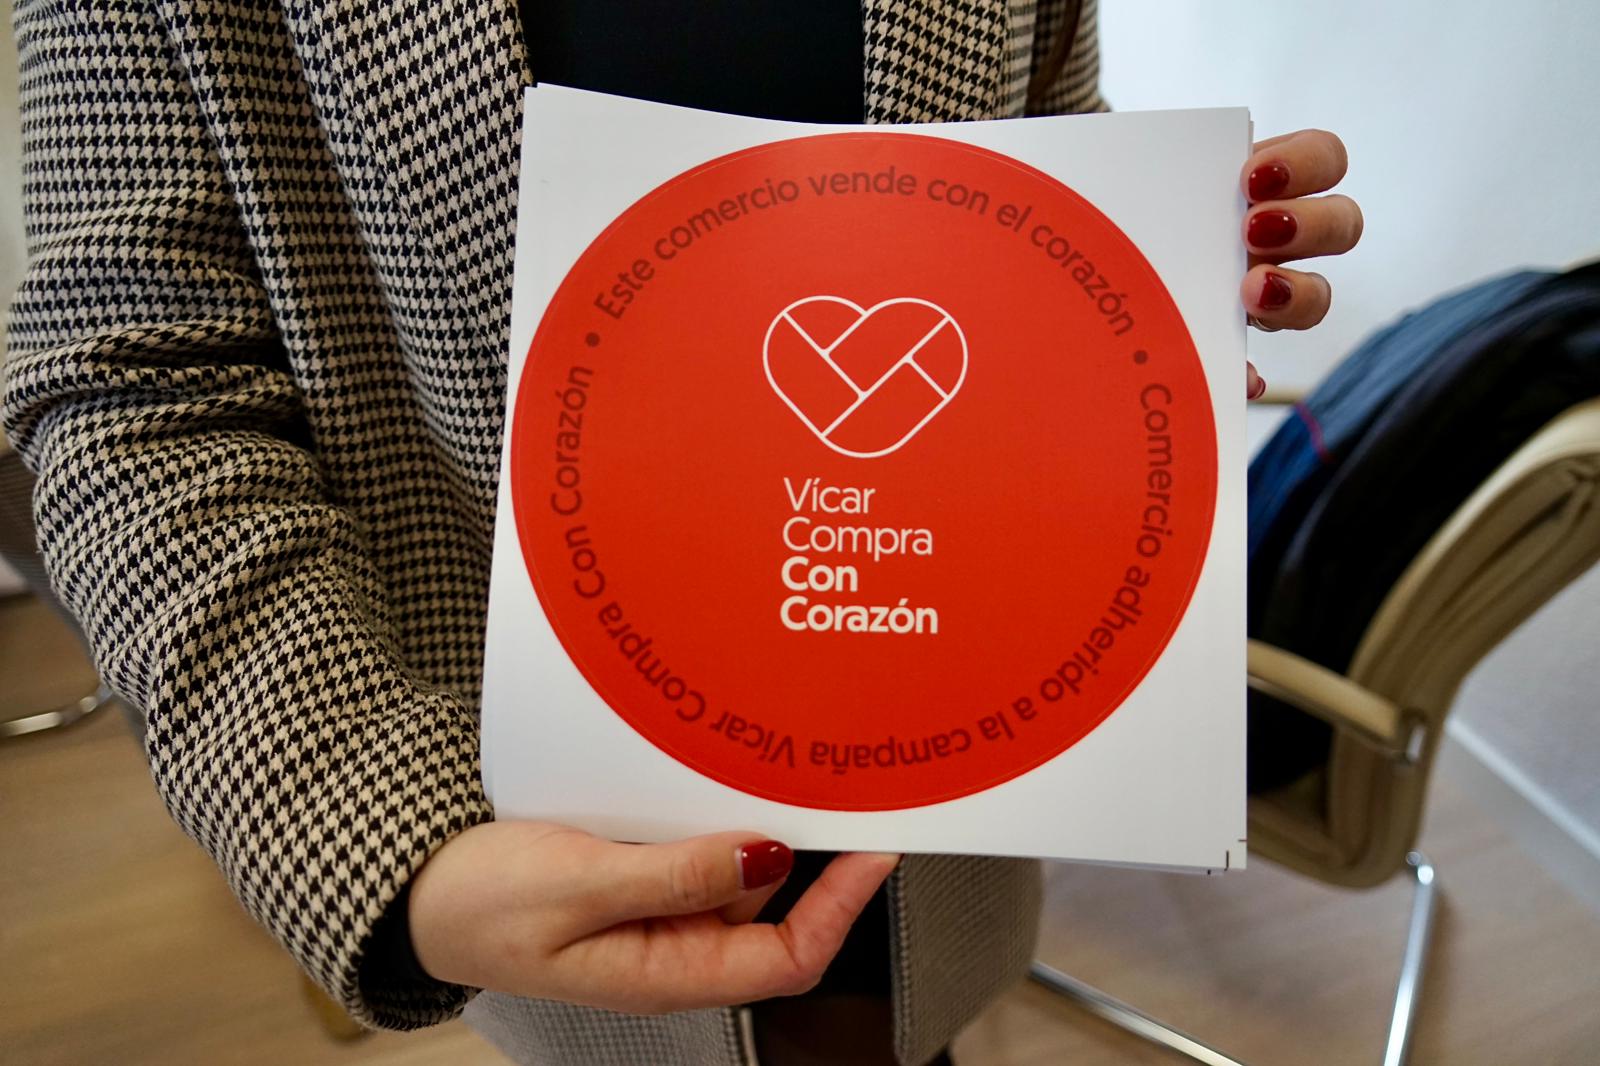 Este comercio vende con el corazón • Comercio adherido a la campaña Vícar Compra Con Corazón •
Vícar
Compra
Con
Corazón